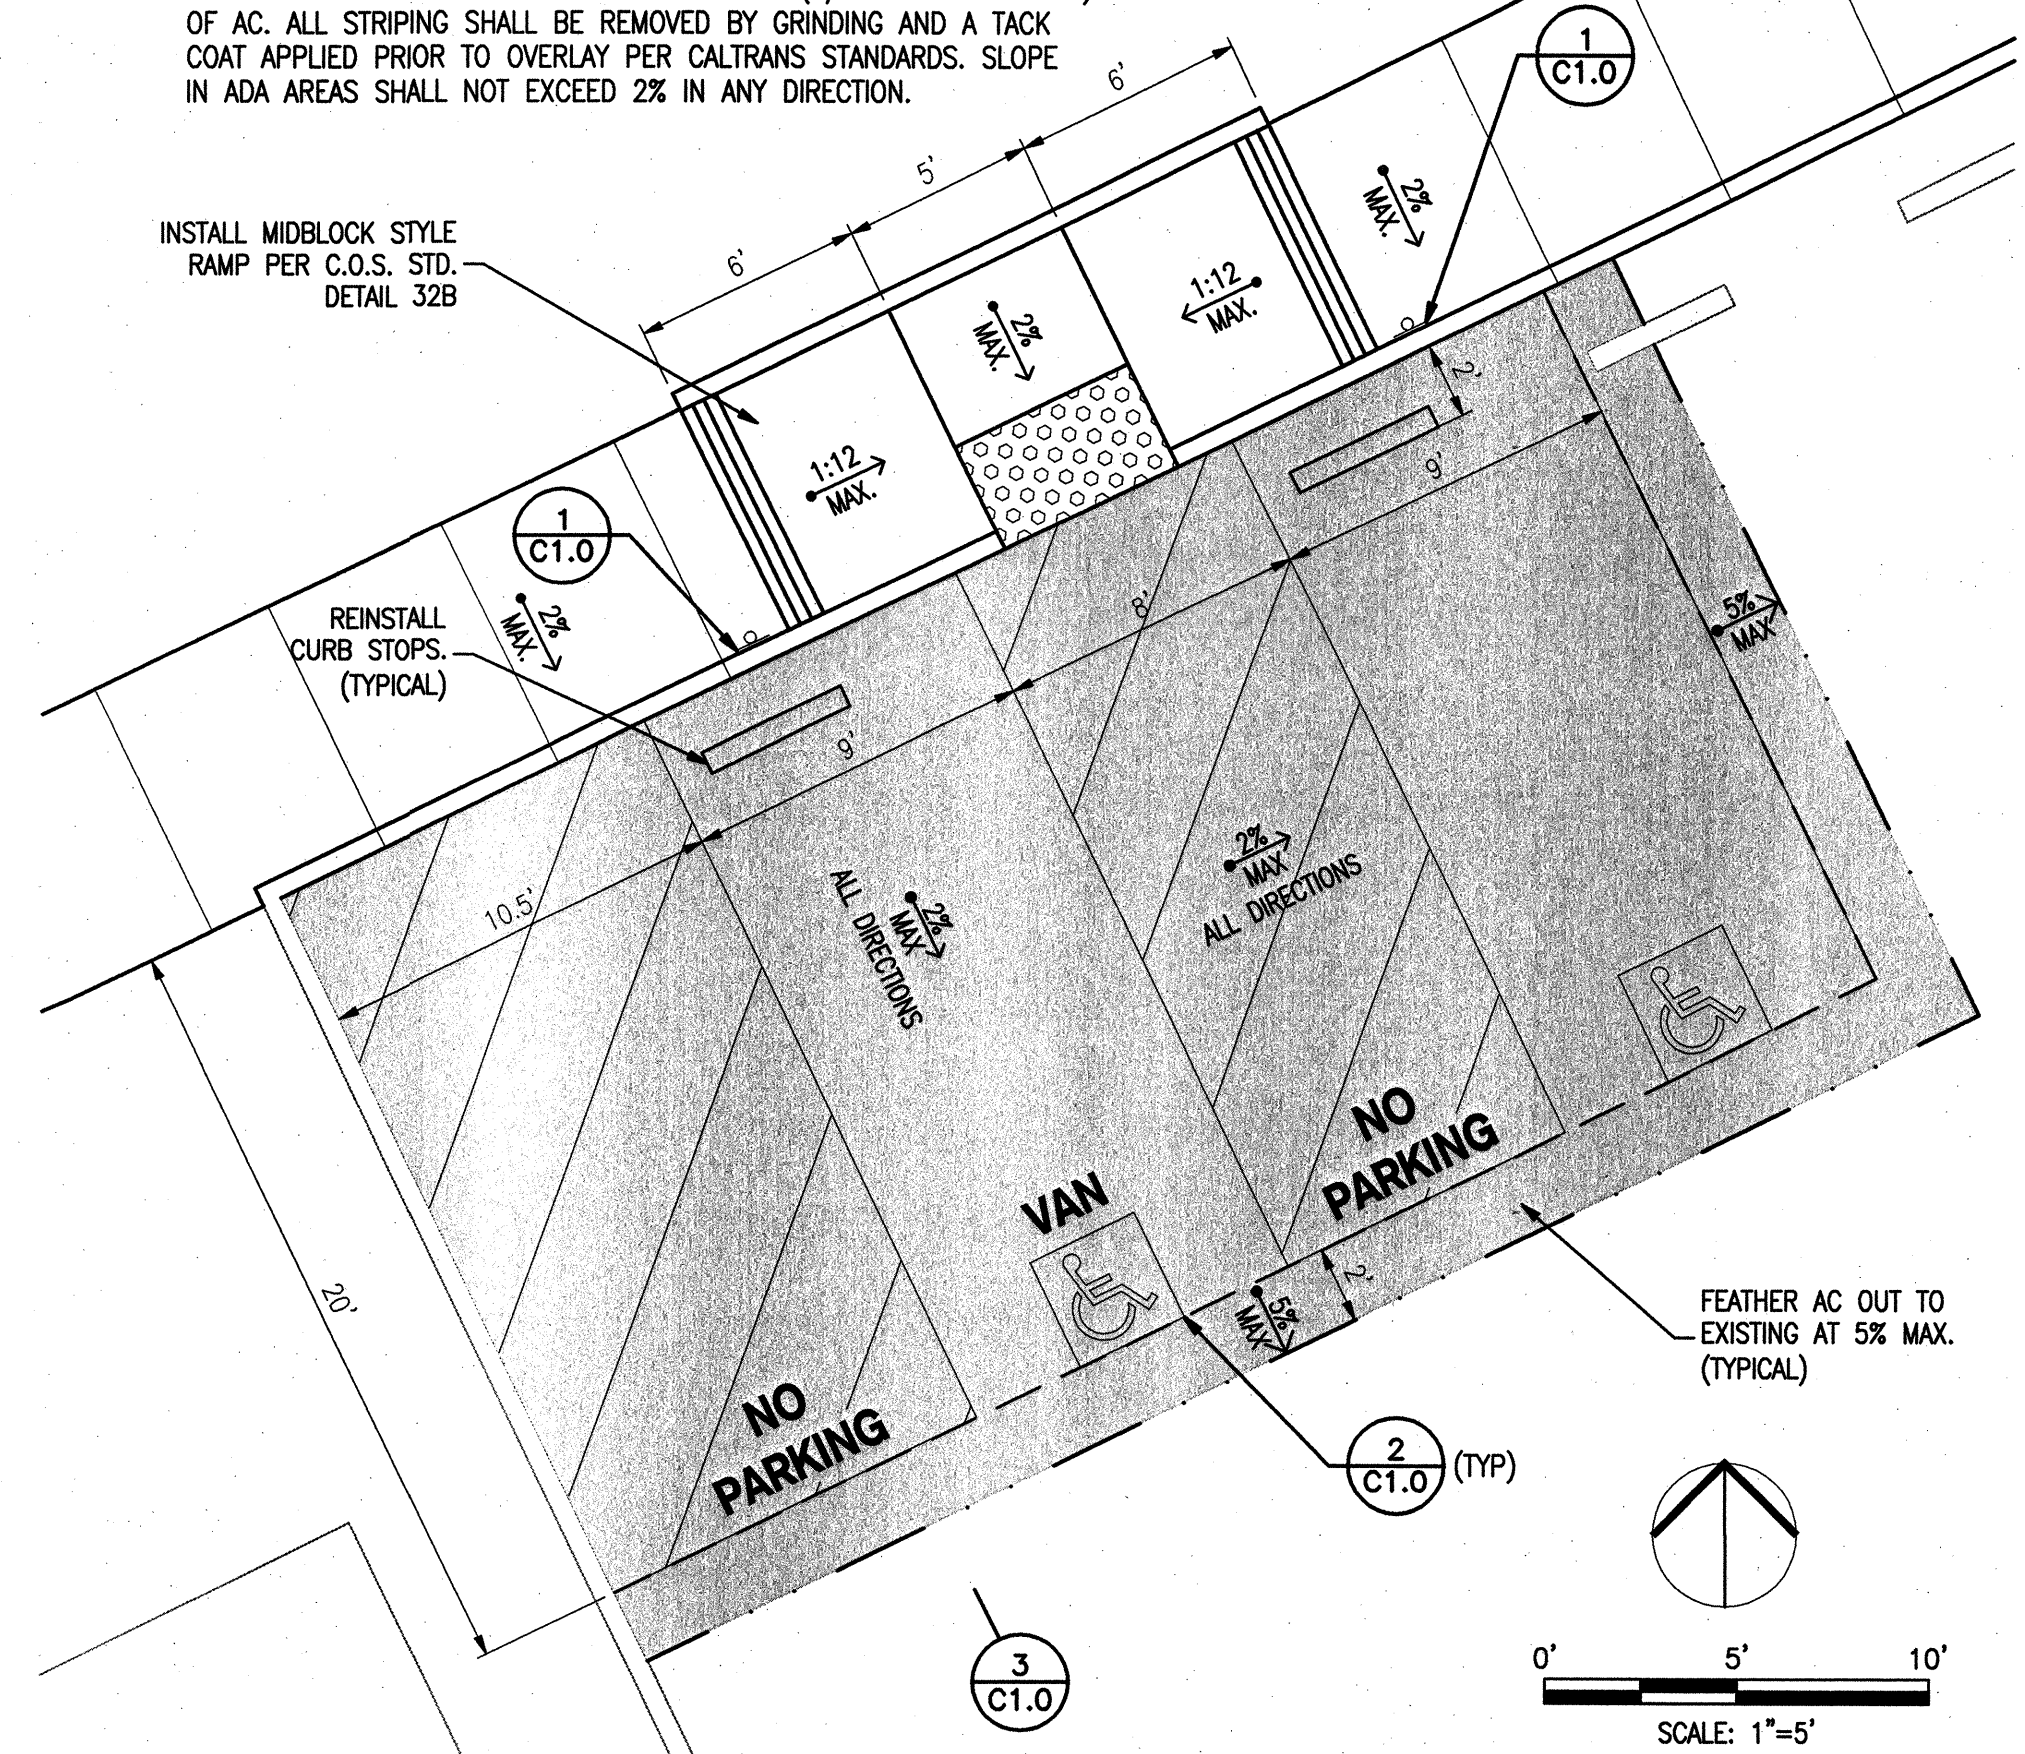 OF AC. ALL STRIPING SHALL BE REMOVED BY GRINDING AND A TACK
COAT APPLIED PRIOR TO OVERLAY PER CALTRANS STANDARDS. SLOPE
IN ADA AREAS SHALL NOT EXCEED 2% IN ANY DIRECTION.
1
C1.0
6'
5'
6'
2%
MAX.
INSTALL MIDBLOCK STYLE
RAMP PER C.O.S. STD.
DETAIL 32B
2%
MAX.
1:12
MAX.
1:12
MAX.
2'
9'
1
C1.0
2%
MAX.
REINSTALL
CURB STOPS.
(TYPICAL)
8'
5%
MAX
9'
10.5'
2%
MAX
ALL DIRECTIONS
2%
MAX
ALL DIRECTIONS
20'
NO
PARKING
VAN
2'
5%
MAX
NO
PARKING
FEATHER AC OUT TO
EXISTING AT 5% MAX.
(TYPICAL)
2
C1.0
(TYP)
3
C1.0
0' 5' 10'
SCALE: 1"=5'